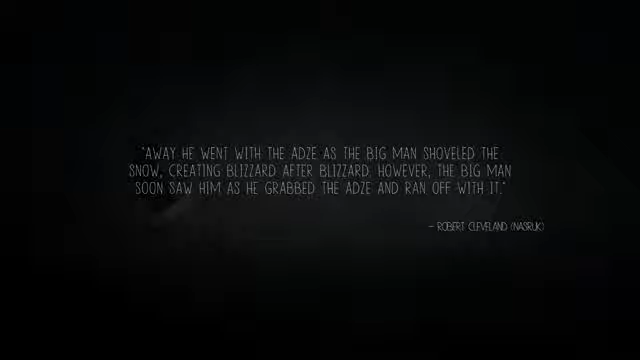 "AWAY HE WENT WITH THE ADZE AS THE BIG MAN SHOVELED THE
SNOW, CREATING BLIZZARD AFTER BLIZZARD. HOWEVER, THE BIG MAN
SOON SAW HIM AS HE GRABBED THE ADZE AND RAN OFF WITH IT."
- ROBERT CLEVELAND (NASRUK)